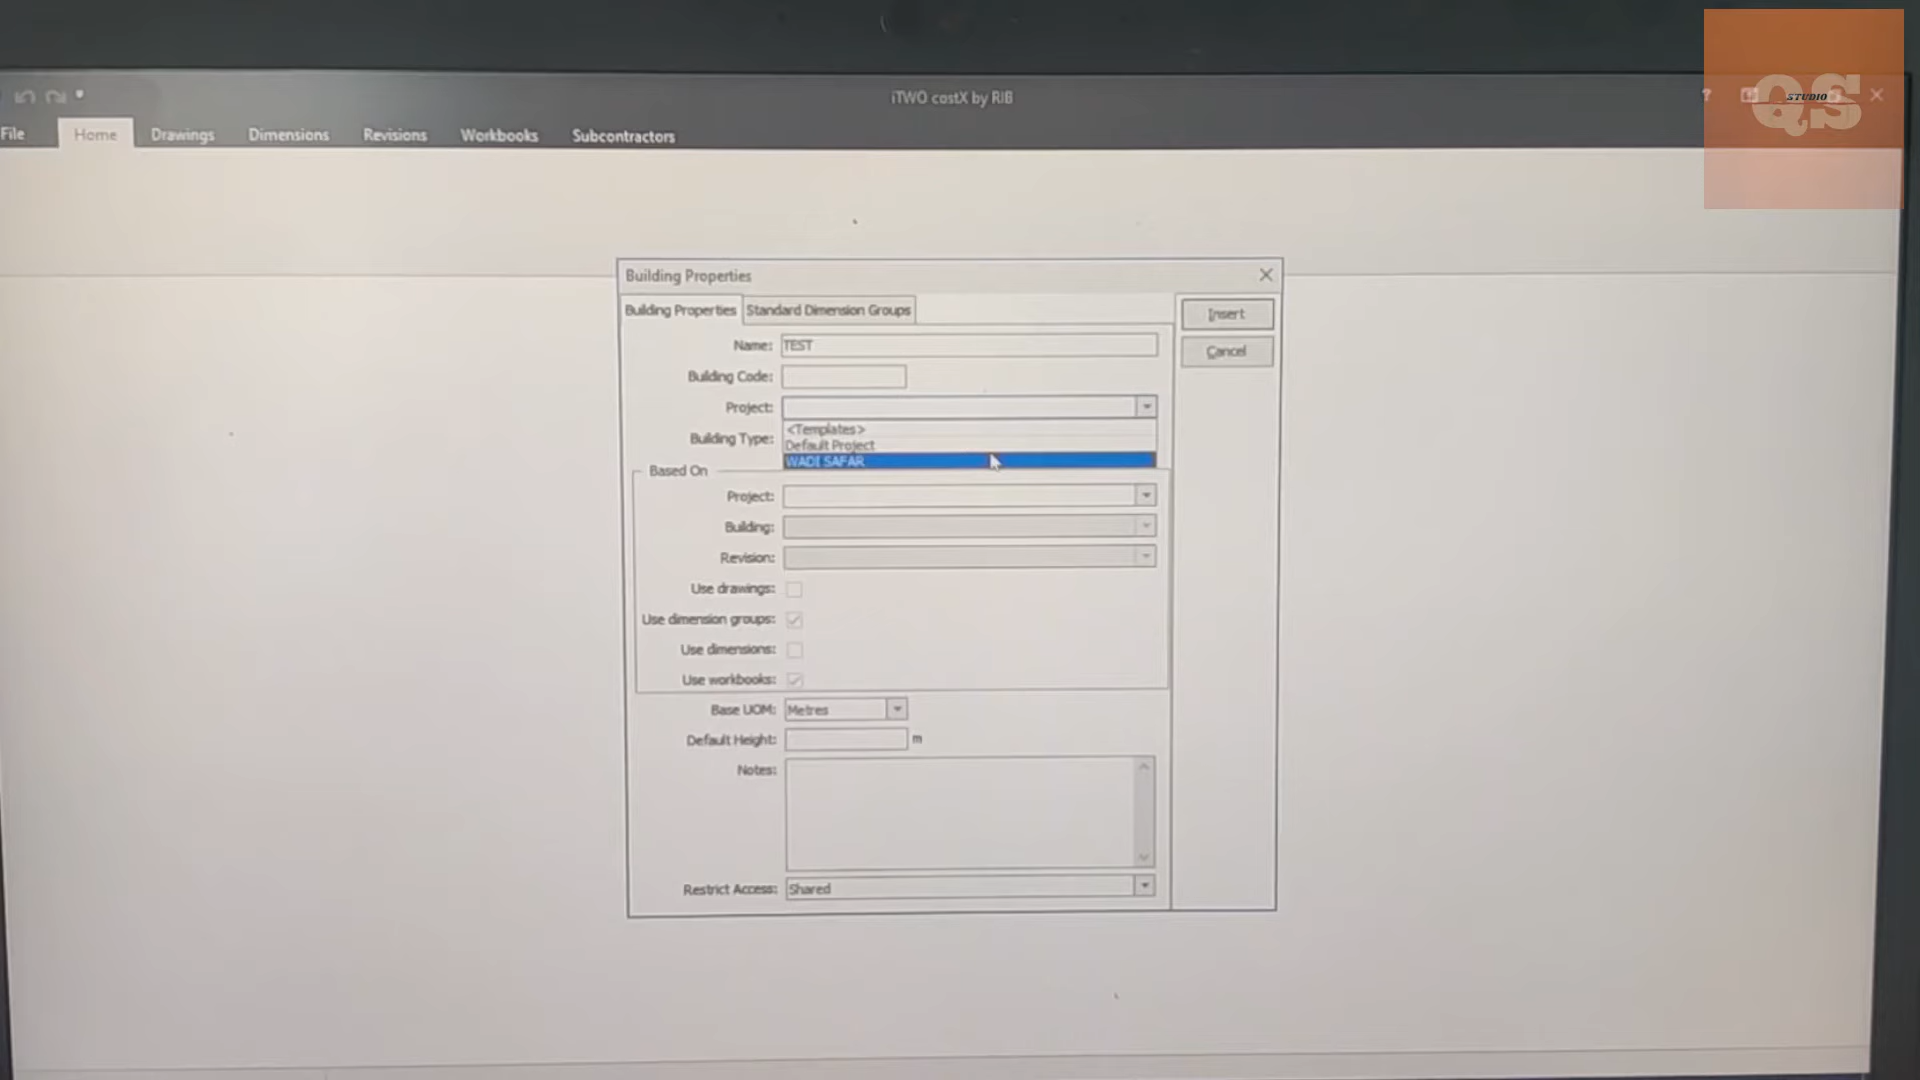 iTWO costX by RIB
?
QS
STUDIO
File Home Drawings Dimensions Revisions Workbooks Subcontractors
Building Properties
Building Properties Standard Dimension Groups
Insert
Name: TEST
Cancel
Building Code:
Project:
<Templates>
Building Type:
Default Project
WADI SAFAR
Based On
Project:
Building:
Revision:
Use drawings:
Use dimension groups:
Use dimensions:
Use workbooks:
Base UOM: Metres
Default Height: m
Notes:
Restrict Access: Shared